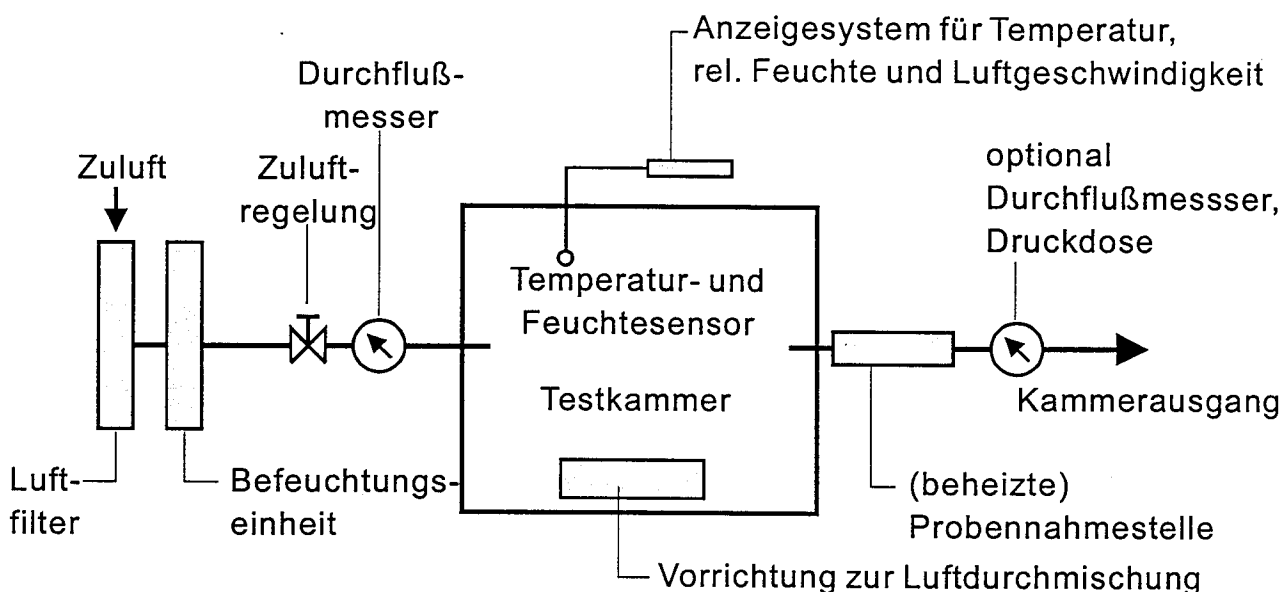 Anzeigesystem für Temperatur,
rel. Feuchte und Luftgeschwindigkeit
Durchfluß-
messer
Zuluft
Zuluft-
regelung
optional
Durchflußmessser,
Druckdose
Temperatur- und
Feuchtesensor
Testkammer
Kammerausgang
Luft-
filter
Befeuchtungs-
einheit
(beheizte)
Probennahmestelle
Vorrichtung zur Luftdurchmischung